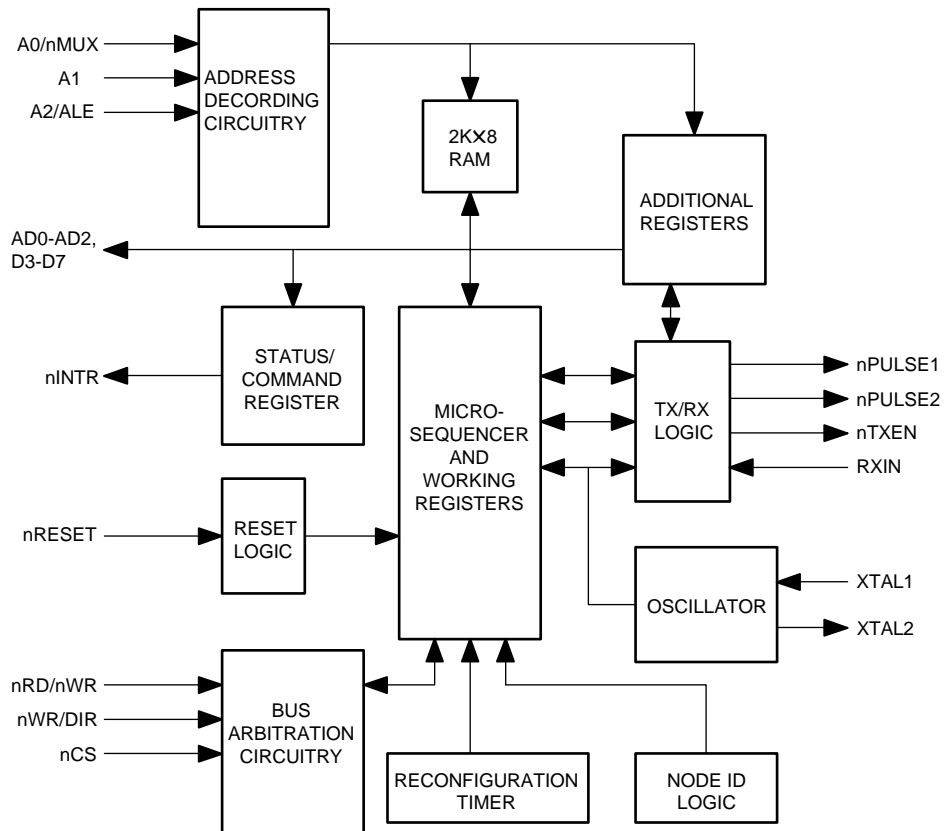 A0/nMUX
A1
A2/ALE
ADDRESS
DECORDING
CIRCUITRY
2K×8
RAM
ADDITIONAL
REGISTERS
AD0-AD2,
D3-D7
STATUS/
COMMAND
REGISTER
nINTR
MICRO-
SEQUENCER
AND
WORKING
REGISTERS
TX/RX
LOGIC
nPULSE1
nPULSE2
nTXEN
RXIN
nRESET
RESET
LOGIC
OSCILLATOR
XTAL1
XTAL2
nRD/nWR
nWR/DIR
nCS
BUS
ARBITRATION
CIRCUITRY
RECONFIGURATION
TIMER
NODE ID
LOGIC